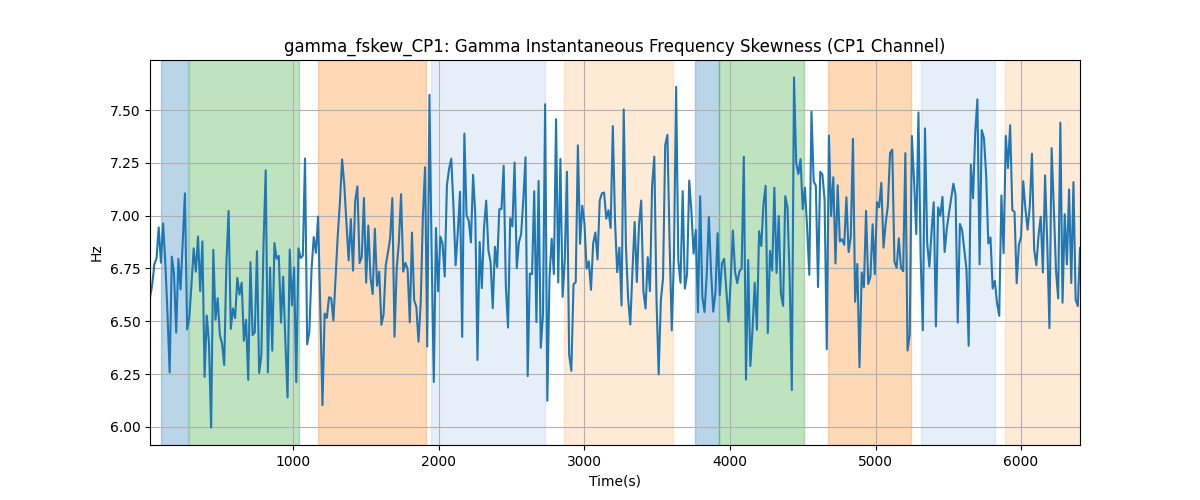 gamma_fskew_CP1: Gamma Instantaneous Frequency Skewness (CP1 Channel)
Hz
7.50
7.25
7.00
6.75
6.50
6.25
6.00
1000 2000 3000 4000 5000 6000
Time(s)